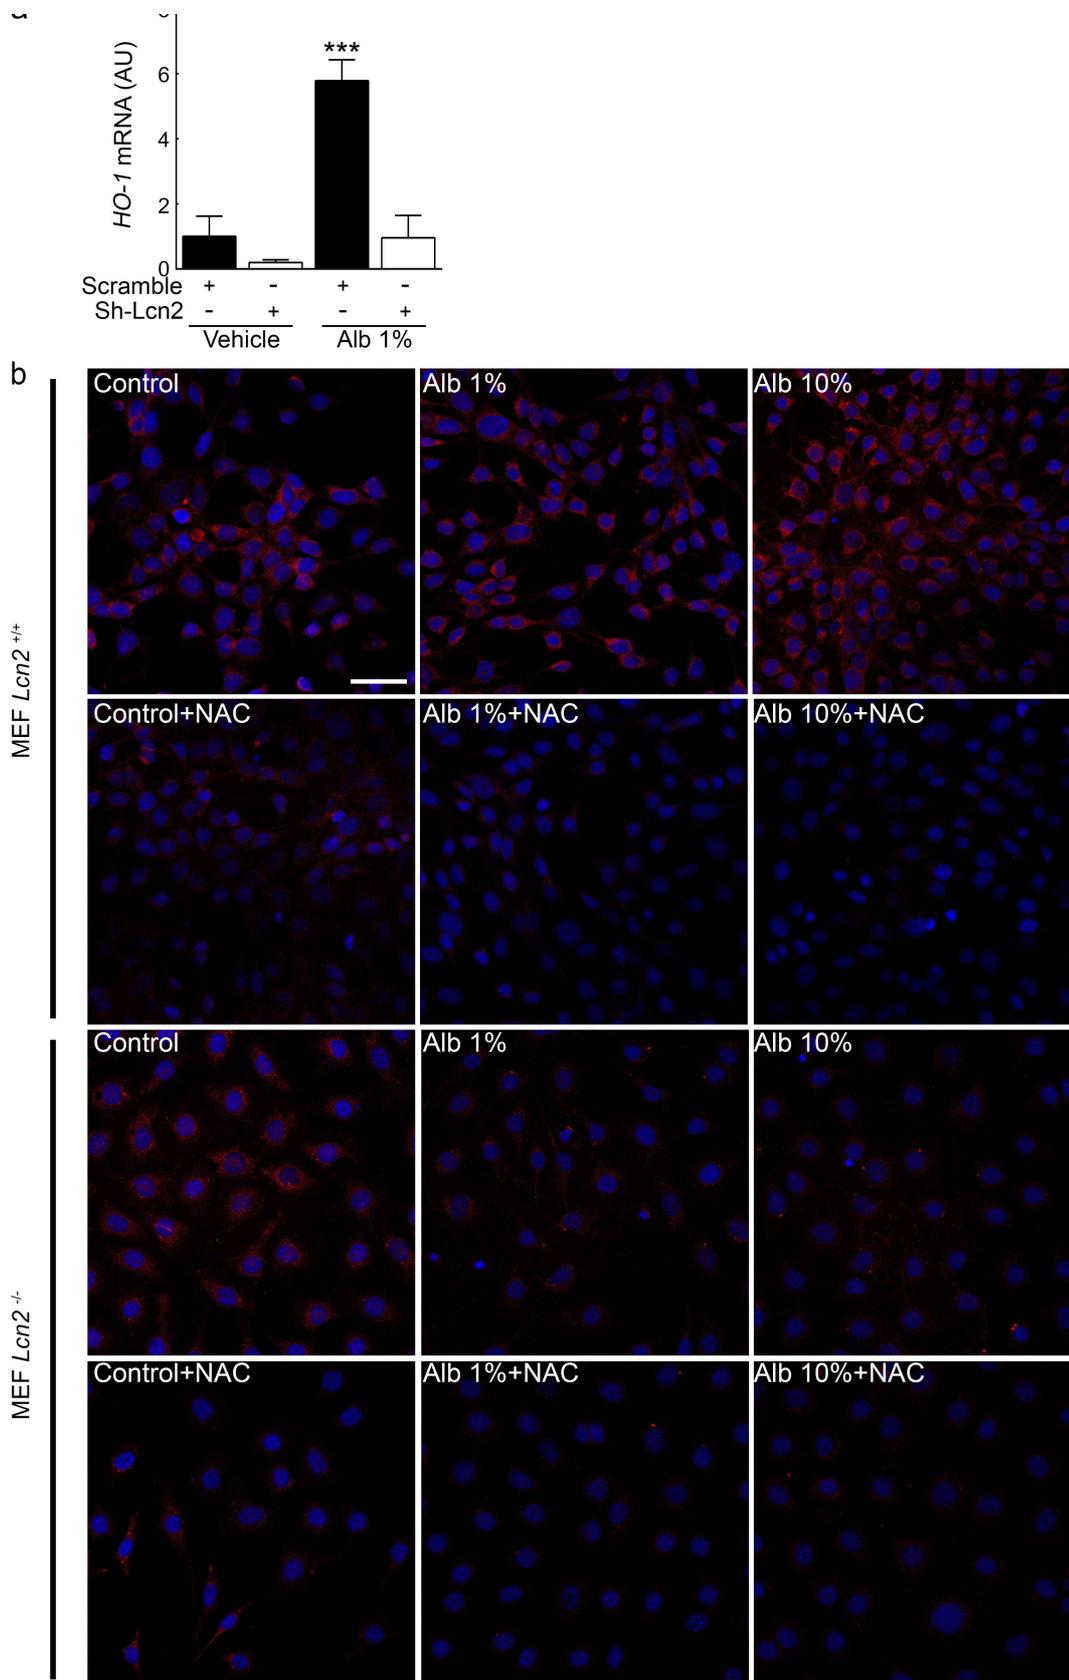 HO-1 mRNA (AU)
6
4
2
0
***
Scramble + - + -
Sh-Lcn2 - + - +
Vehicle Alb 1%
b
MEF Lcn2 +/+
Control Alb 1% Alb 10%
Control+NAC Alb 1%+NAC Alb 10%+NAC
MEF Lcn2 -/-
Control Alb 1% Alb 10%
Control+NAC Alb 1%+NAC Alb 10%+NAC